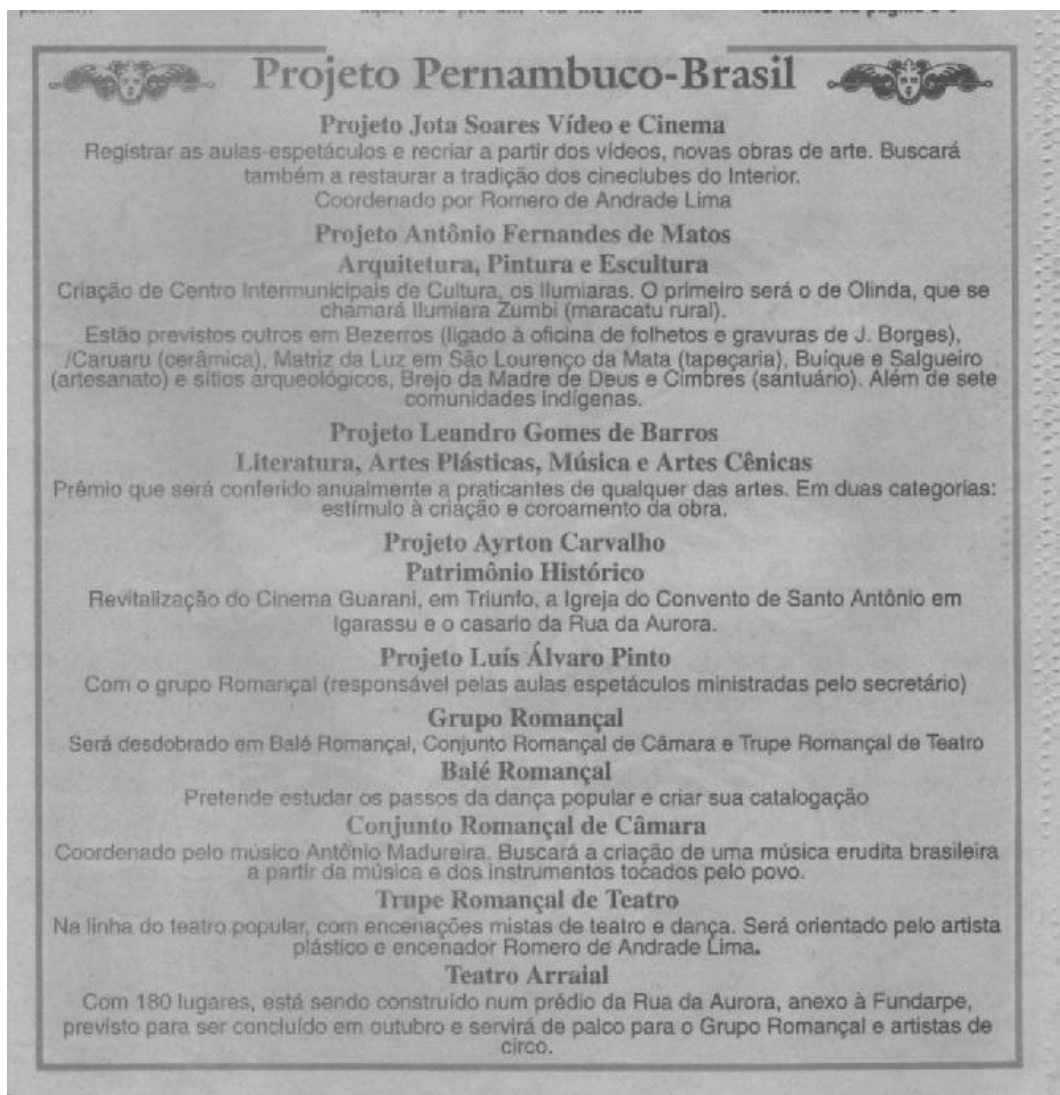 Projeto Pernambuco-Brasil
Projeto Jota Soares Vídeo e Cinema
Registrar as aulas-espetáculos e recriar a partir dos vídeos, novas obras de arte. Buscará
também a restaurar a tradição dos cineclubes do Interior.
Coordenado por Romero de Andrade Lima
Projeto Antônio Fernandes de Matos
Arquitetura, Pintura e Escultura
Criação de Centro Intermunicipais de Cultura, os Ilumiaras. O primeiro será o de Olinda, que se
chamará Ilumiara Zumbi (maracatu rural).
Estão previstos outros em Bezerros (ligado à oficina de folhetos e gravuras de J. Borges),
/Caruaru (cerâmica), Matriz da Luz em São Lourenço da Mata (tapeçaria), Buíque e Salgueiro
(artesanato) e sítios arqueológicos, Brejo da Madre de Deus e Cimbres (santuário). Além de sete
comunidades indígenas.
Projeto Leandro Gomes de Barros
Literatura, Artes Plásticas, Música e Artes Cênicas
Prêmio que será conferido anualmente a praticantes de qualquer das artes. Em duas categorias:
estímulo à criação e coroamento da obra.
Projeto Ayrton Carvalho
Patrimônio Histórico
Revitalização do Cinema Guarani, em Triunfo, a Igreja do Convento de Santo Antônio em
Igarassu e o casario da Rua da Aurora.
Projeto Luís Álvaro Pinto
Com o grupo Romançal (responsável pelas aulas espetáculos ministradas pelo secretário)
Grupo Romançal
Será desdobrado em Balé Romançal, Conjunto Romançal de Câmara e Trupe Romançal de Teatro
Balé Romançal
Pretende estudar os passos da dança popular e criar sua catalogação
Conjunto Romançal de Câmara
Coordenado pelo músico Antônio Madureira. Buscará a criação de uma música erudita brasileira
a partir da música e dos instrumentos tocados pelo povo.
Trupe Romançal de Teatro
Na linha do teatro popular, com encenações mistas de teatro e dança. Será orientado pelo artista
plástico e encenador Romero de Andrade Lima.
Teatro Arraial
Com 180 lugares, está sendo construído num prédio da Rua da Aurora, anexo à Fundarpe,
previsto para ser concluído em outubro e servirá de palco para o Grupo Romançal e artistas de
circo.